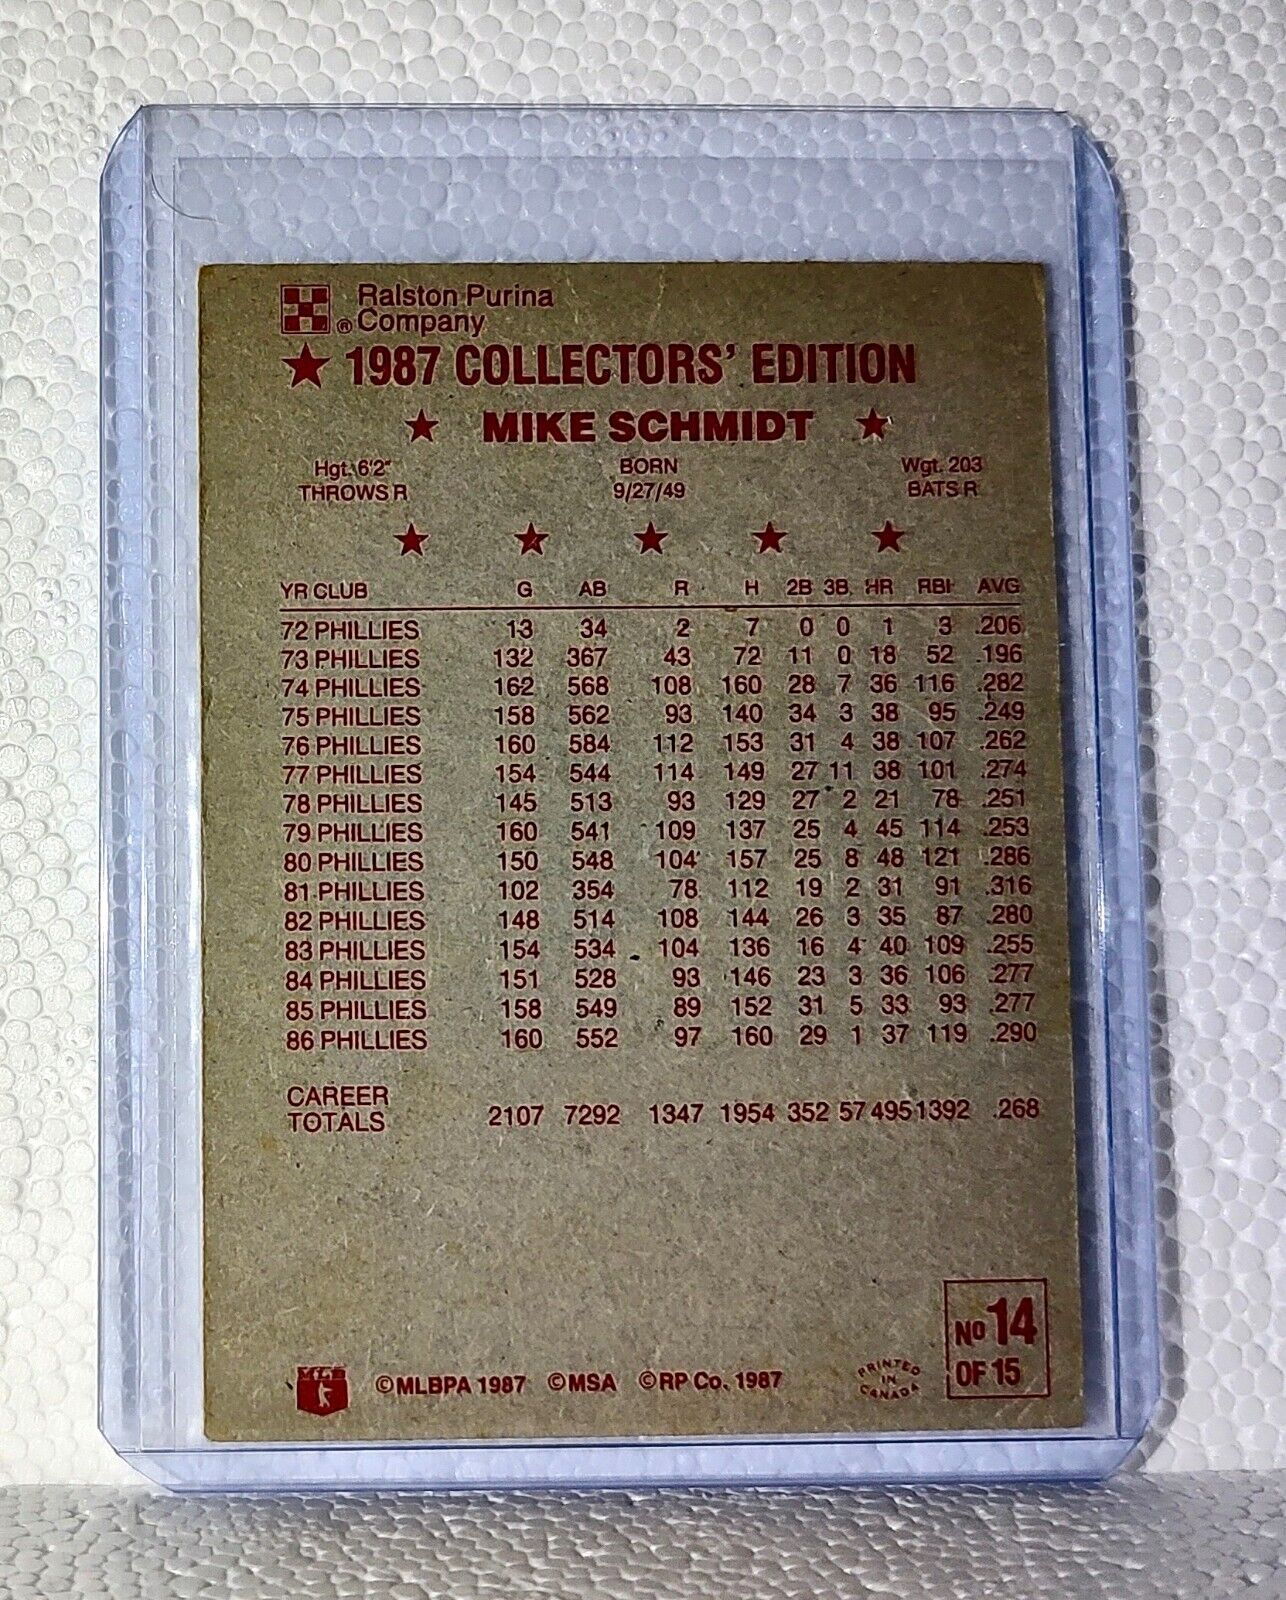 Ralston Purina
® Company
★ 1987 COLLECTORS' EDITION
★ MIKE SCHMIDT ★
Hgt. 6'2" BORN Wgt. 203
THROWS R 9/27/49 BATS R
★ ★ ★ ★ ★
YR CLUB G AB R H 2B 3B HR RBI AVG
72 PHILLIES 13 34 2 7 0 0 1 3 .206
73 PHILLIES 132 367 43 72 11 0 18 52 .196
74 PHILLIES 162 568 108 160 28 7 36 116 .282
75 PHILLIES 158 562 93 140 34 3 38 95 .249
76 PHILLIES 160 584 112 153 31 4 38 107 .262
77 PHILLIES 154 544 114 149 27 11 38 101 .274
78 PHILLIES 145 513 93 129 27 2 21 78 .251
79 PHILLIES 160 541 109 137 25 4 45 114 .253
80 PHILLIES 150 548 104 157 25 8 48 121 .286
81 PHILLIES 102 354 78 112 19 2 31 91 .316
82 PHILLIES 148 514 108 144 26 3 35 87 .280
83 PHILLIES 154 534 104 136 16 4 40 109 .255
84 PHILLIES 151 528 93 146 23 3 36 106 .277
85 PHILLIES 158 549 89 152 31 5 33 93 .277
86 PHILLIES 160 552 97 160 29 1 37 119 .290
CAREER
TOTALS 2107 7292 1347 1954 352 57 495 1392 .268
No 14
OF 15
MLB
©MLBPA 1987 ©MSA ©RP Co. 1987
PRINTED
IN
CANADA